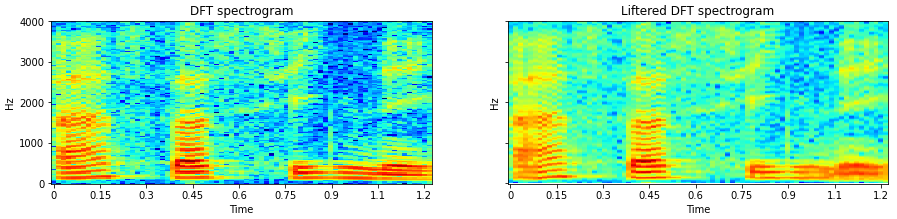 DFT spectrogram
4000
3000
2000
1000
0
Hz
0 0.15 0.3 0.45 0.6 0.75 0.9 1.1 1.2
Time
Liftered DFT spectrogram
Hz
0 0.15 0.3 0.45 0.6 0.75 0.9 1.1 1.2
Time